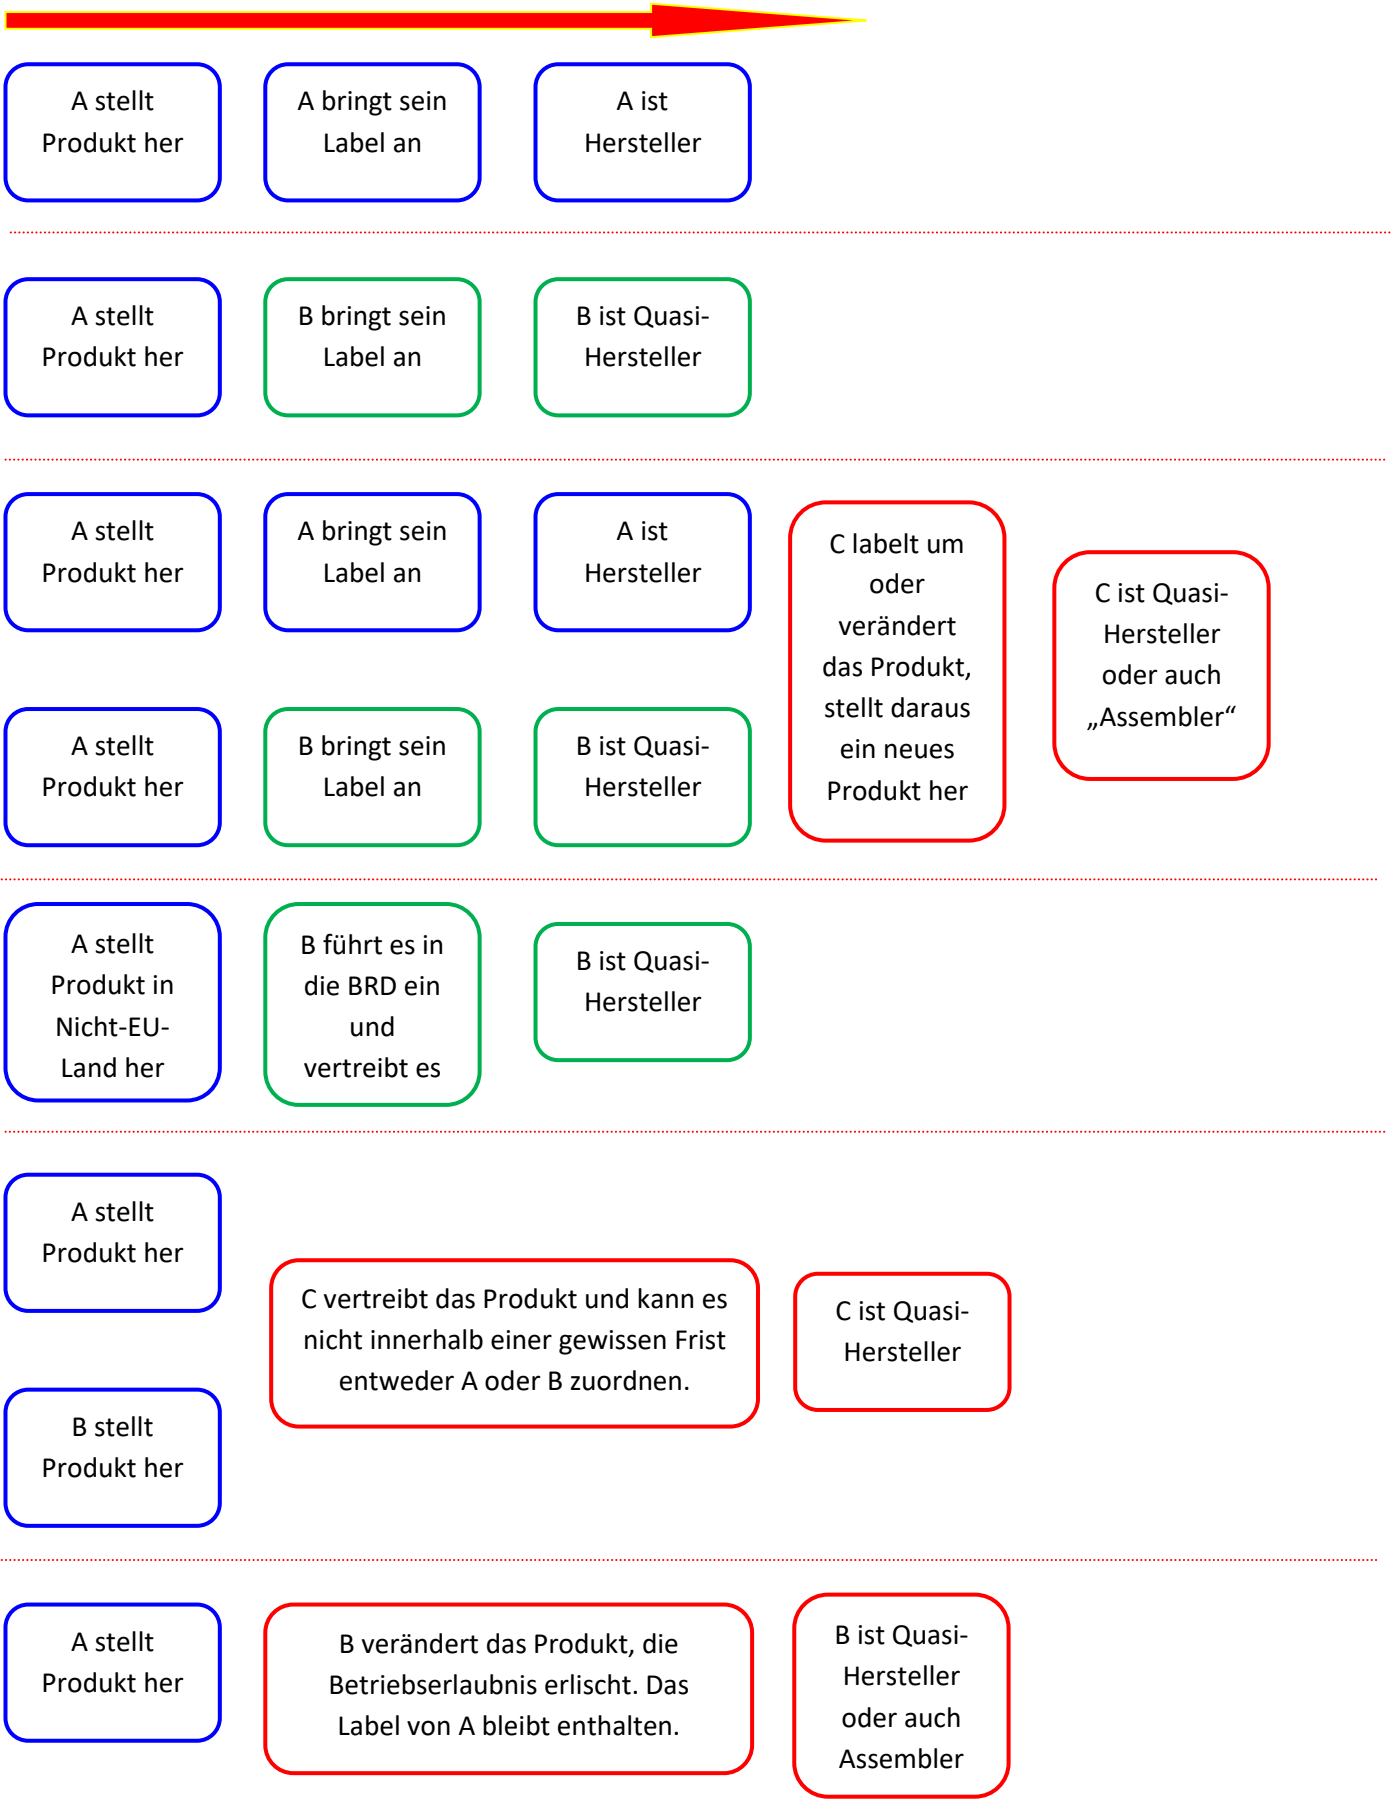 A stellt
Produkt her
A bringt sein
Label an
A ist
Hersteller
A stellt
Produkt her
B bringt sein
Label an
B ist Quasi-
Hersteller
A stellt
Produkt her
A bringt sein
Label an
A ist
Hersteller
A stellt
Produkt her
B bringt sein
Label an
B ist Quasi-
Hersteller
C labelt um
oder
verändert
das Produkt,
stellt daraus
ein neues
Produkt her
C ist Quasi-
Hersteller
oder auch
„Assembler“
A stellt
Produkt in
Nicht-EU-
Land her
B führt es in
die BRD ein
und
vertreibt es
B ist Quasi-
Hersteller
A stellt
Produkt her
B stellt
Produkt her
C vertreibt das Produkt und kann es
nicht innerhalb einer gewissen Frist
entweder A oder B zuordnen.
C ist Quasi-
Hersteller
A stellt
Produkt her
B verändert das Produkt, die
Betriebserlaubnis erlischt. Das
Label von A bleibt enthalten.
B ist Quasi-
Hersteller
oder auch
Assembler